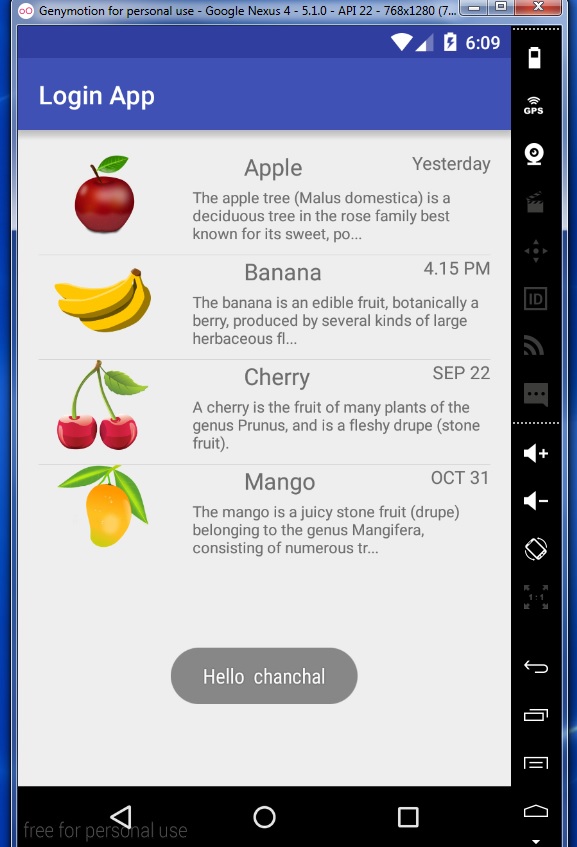 Genymotion for personal use - Google Nexus 4 - 5.1.0 - API 22 - 768x1280 (7...
6:09
GPS
Login App
Apple
Yesterday
The apple tree (Malus domestica) is a
deciduous tree in the rose family best
known for its sweet, po...
Banana
4.15 PM
The banana is an edible fruit, botanically a
berry, produced by several kinds of large
herbaceous fl...
ID
Cherry
SEP 22
A cherry is the fruit of many plants of the
genus Prunus, and is a fleshy drupe (stone
fruit).
Mango
OCT 31
The mango is a juicy stone fruit (drupe)
belonging to the genus Mangifera,
consisting of numerous tr...
1:1
Hello chanchal
free for personal use